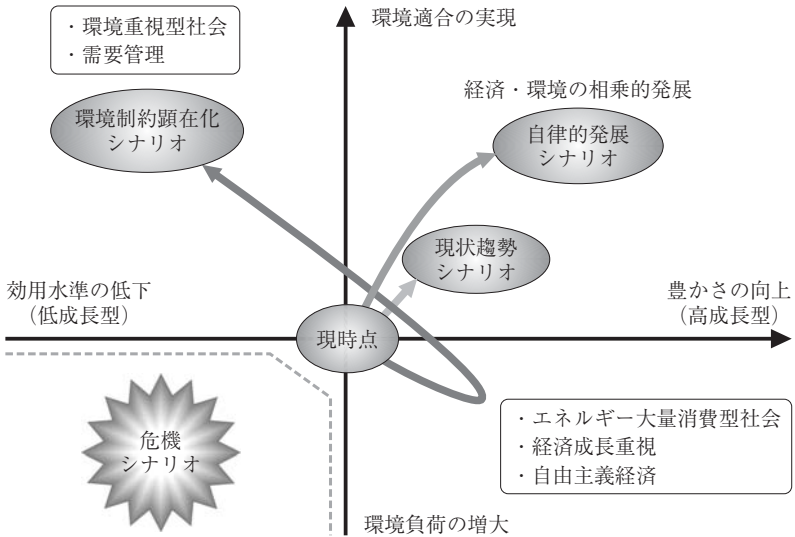 ・環境重視型社会
・需要管理
環境適合の実現
経済・環境の相乗的発展
環境制約顕在化
シナリオ
自律的発展
シナリオ
現状趨勢
シナリオ
効用水準の低下
（低成長型）
豊かさの向上
（高成長型）
現時点
危機
シナリオ
・エネルギー大量消費型社会
・経済成長重視
・自由主義経済
環境負荷の増大